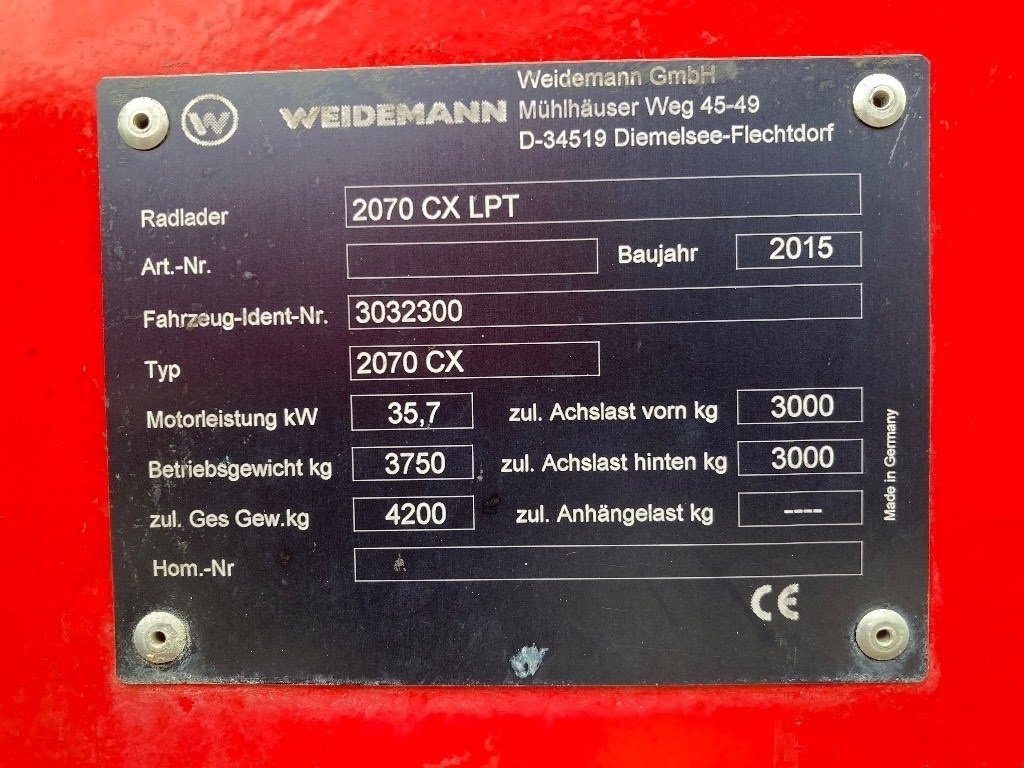 W WEIDEMANN
Weidemann GmbH
Mühlhäuser Weg 45-49
D-34519 Diemelsee-Flechtdorf
Radlader 2070 CX LPT
Art.-Nr. Baujahr 2015
Fahrzeug-Ident-Nr. 3032300
Typ 2070 CX
Motorleistung kW 35,7 zul. Achslast vorn kg 3000
Betriebsgewicht kg 3750 zul. Achslast hinten kg 3000
zul. Ges Gew.kg 4200 zul. Anhängelast kg ----
Hom.-Nr
Made in Germany
CE